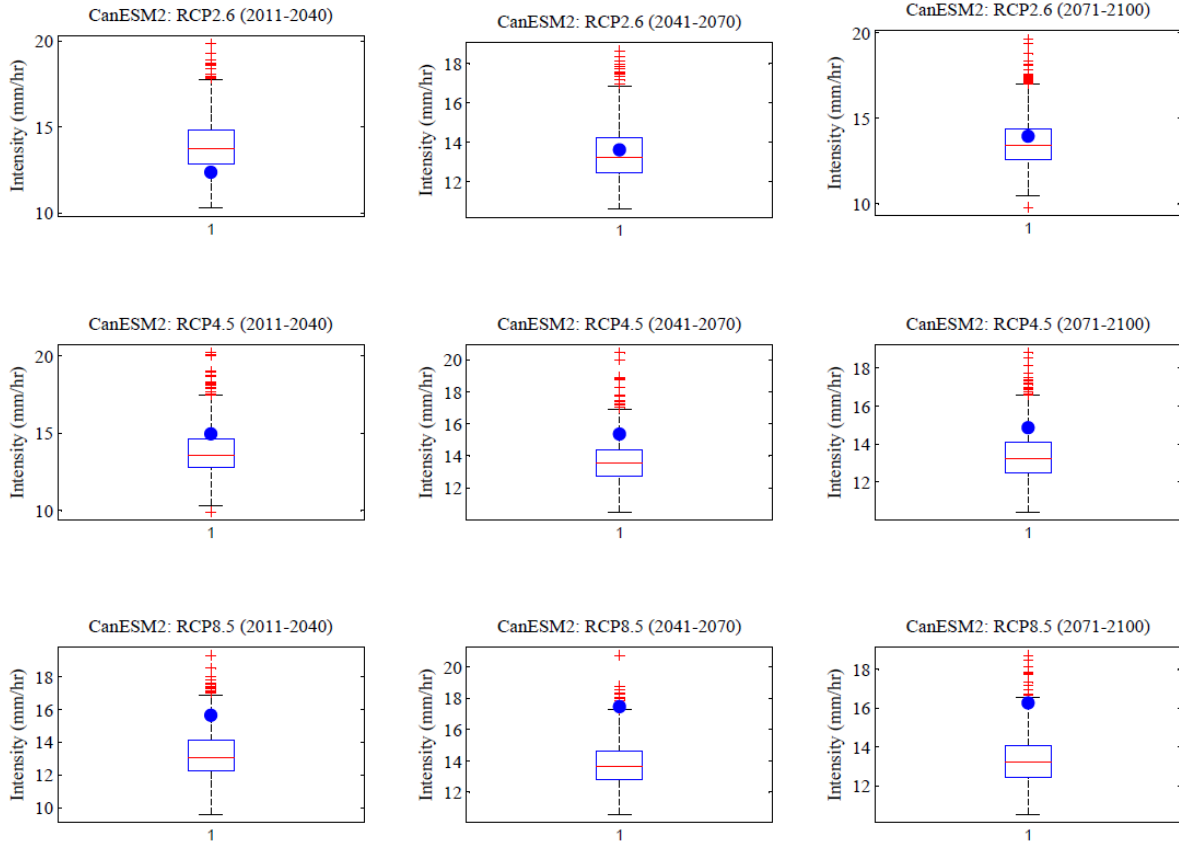 CanESM2: RCP2.6 (2011-2040)
Intensity (mm/hr)
20
15
10
1
CanESM2: RCP2.6 (2041-2070)
Intensity (mm/hr)
18
16
14
12
1
CanESM2: RCP2.6 (2071-2100)
Intensity (mm/hr)
20
15
10
1
CanESM2: RCP4.5 (2011-2040)
Intensity (mm/hr)
20
15
10
1
CanESM2: RCP4.5 (2041-2070)
Intensity (mm/hr)
20
18
16
14
12
1
CanESM2: RCP4.5 (2071-2100)
Intensity (mm/hr)
18
16
14
12
1
CanESM2: RCP8.5 (2011-2040)
Intensity (mm/hr)
18
16
14
12
10
1
CanESM2: RCP8.5 (2041-2070)
Intensity (mm/hr)
20
18
16
14
12
1
CanESM2: RCP8.5 (2071-2100)
Intensity (mm/hr)
18
16
14
12
1